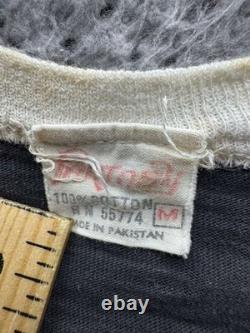 100% COTTON
RN 55774 M
MADE IN PAKISTAN